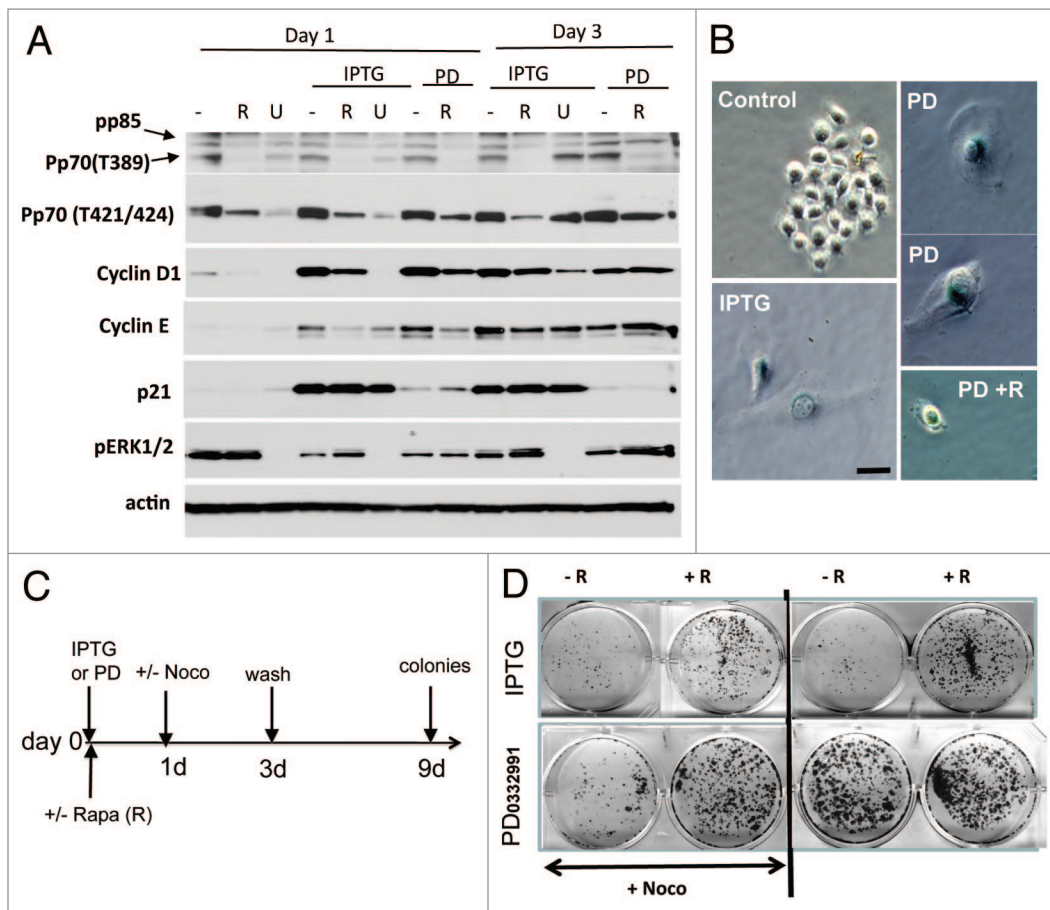 A
Day 1
Day 3
IPTG
PD
IPTG
PD
- R U - R U - R - R U - R
pp85
Pp70(T389)
Pp70 (T421/424)
Cyclin D1
Cyclin E
p21
pERK1/2
actin
B
Control
PD
PD
IPTG
PD +R
C
IPTG
or PD
+/- Noco
wash
colonies
day 0
1d
3d
9d
+/- Rapa (R)
D
- R
+ R
- R
+ R
IPTG
PD0332991
+ Noco